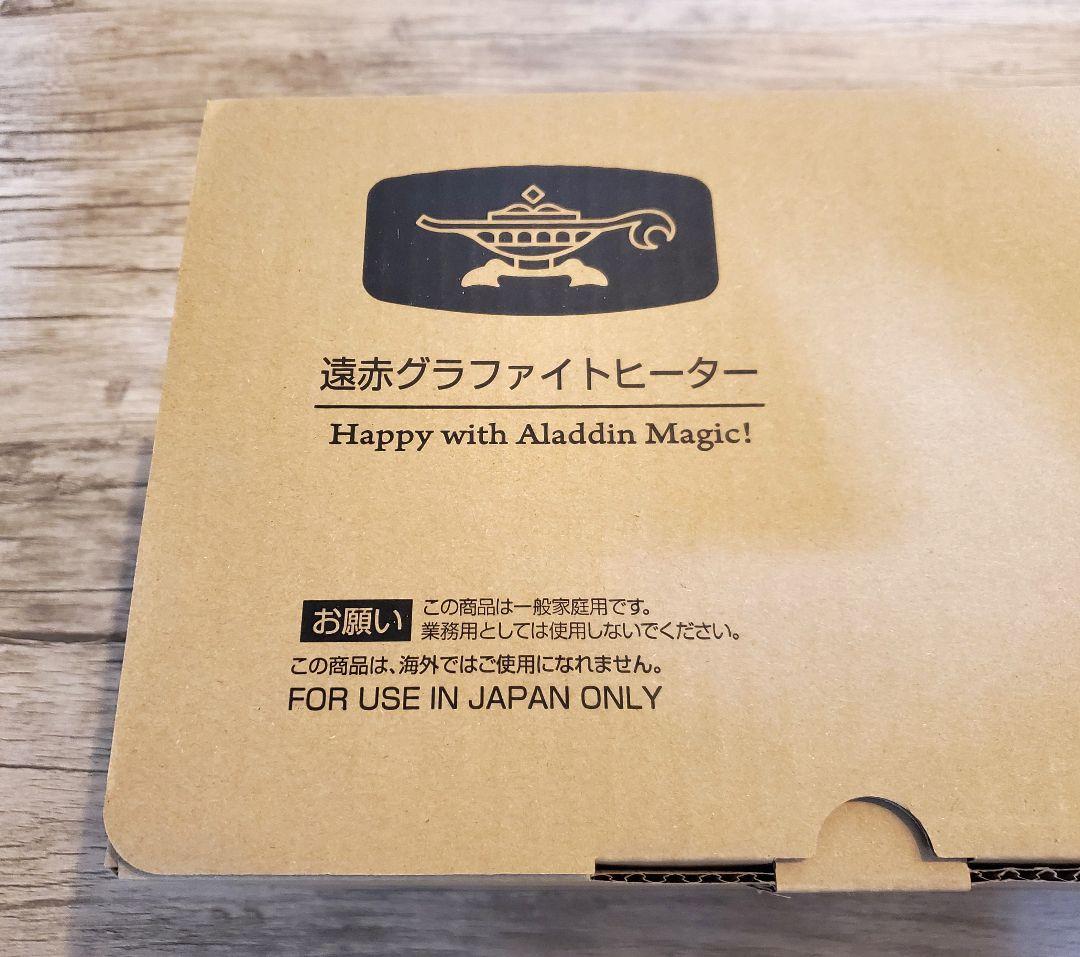 遠赤グラファイトヒーター
Happy with Aladdin Magic!
お願い
この商品は一般家庭用です。
業務用としては使用しないでください。
この商品は、海外ではご使用になれません。
FOR USE IN JAPAN ONLY